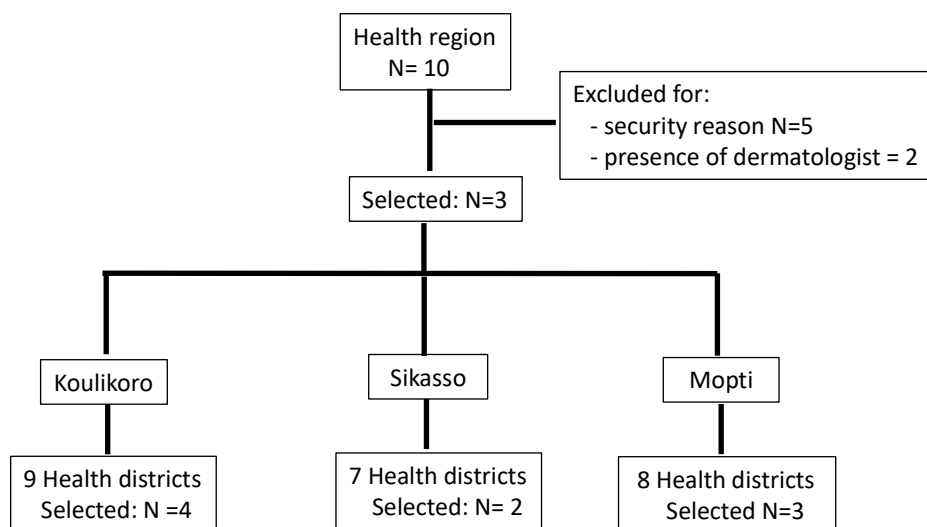 Health region
N= 10
Excluded for:
- security reason N=5
- presence of dermatologist = 2
Selected: N=3
Koulikoro
Sikasso
Mopti
9 Health districts
Selected: N =4
7 Health districts
Selected: N= 2
8 Health districts
Selected N=3